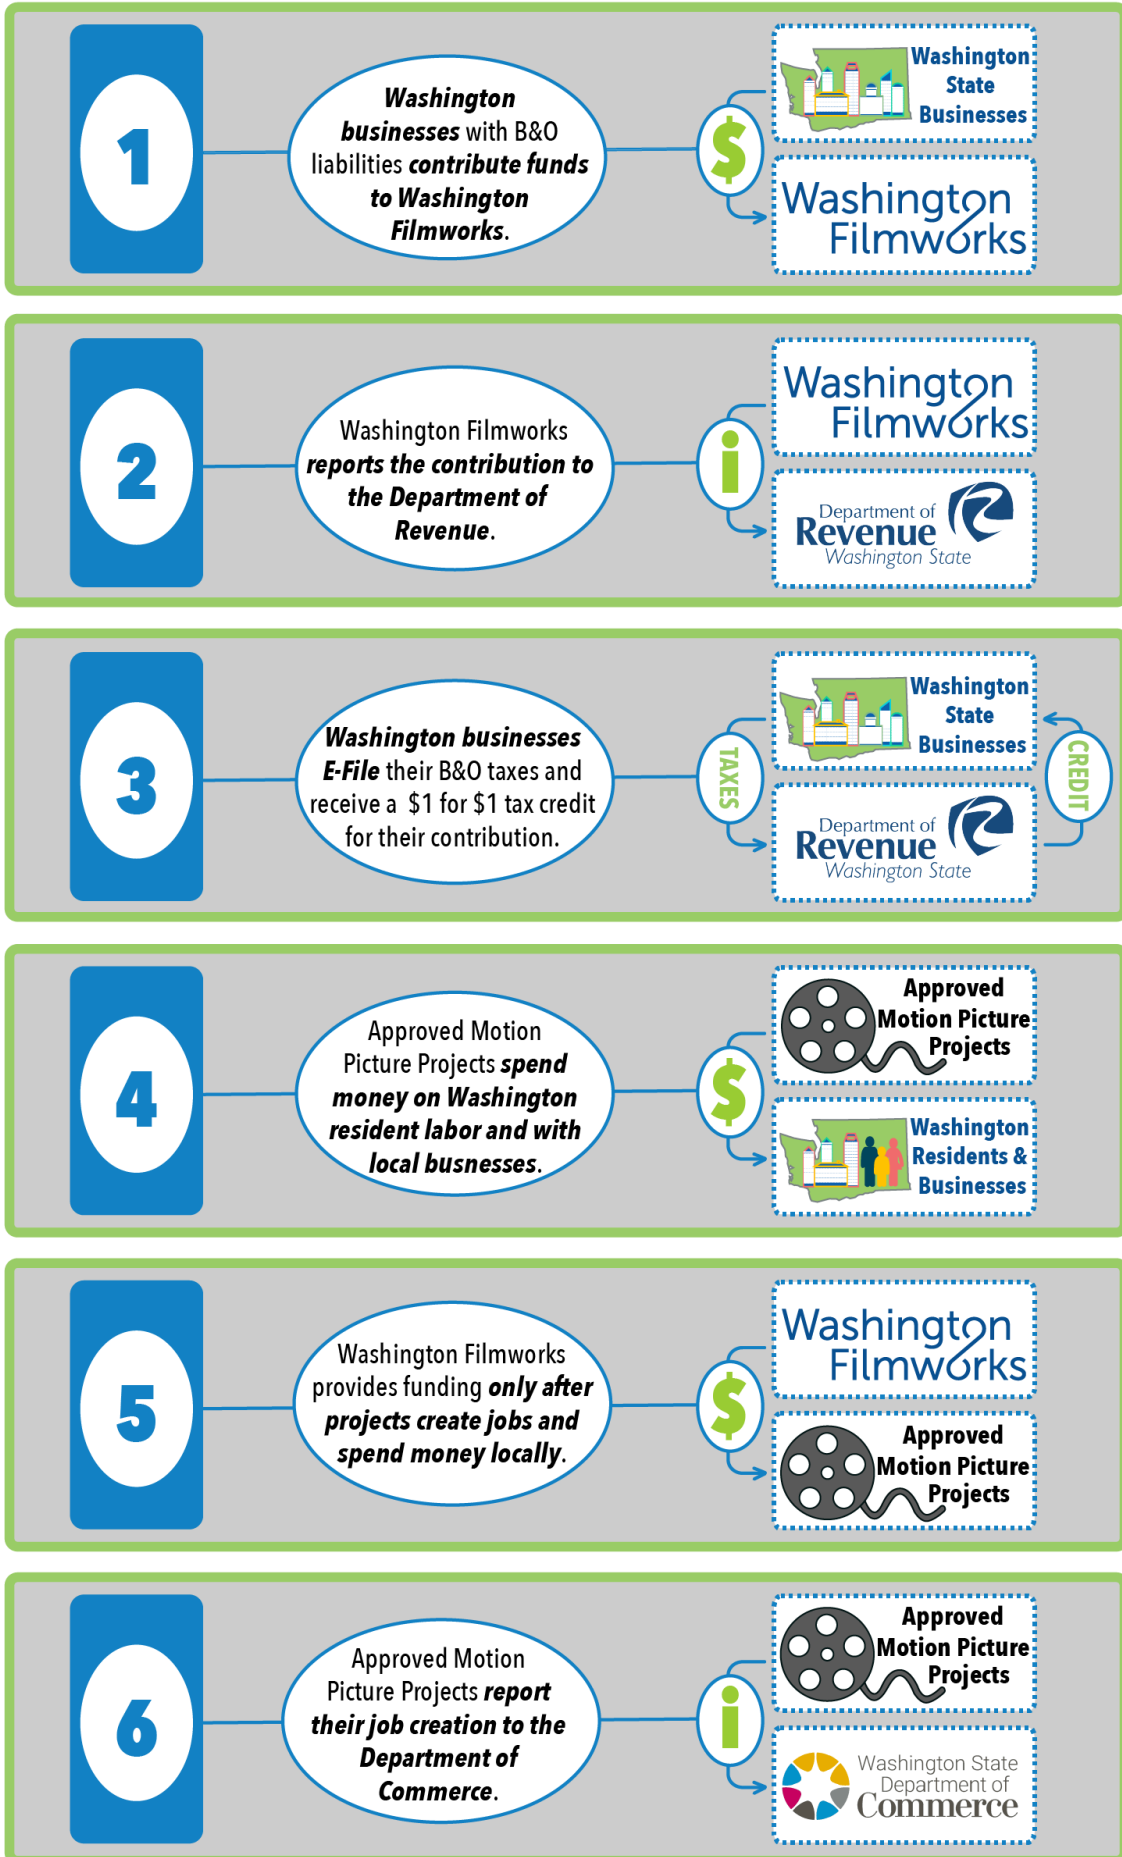 1
Washington
businesses with B&O
liabilities contribute funds
to Washington
Filmworks.
$
Washington
State
Businesses
Washington
Filmworks
2
Washington Filmworks
reports the contribution to
the Department of
Revenue.
i
Washington
Filmworks
Department of
Revenue
Washington State
3
Washington businesses
E-File their B&O taxes and
receive a $1 for $1 tax credit
for their contribution.
TAXES
Washington
State
Businesses
Department of
Revenue
Washington State
CREDIT
4
Approved Motion
Picture Projects spend
money on Washington
resident labor and with
local busnesses.
$
Approved
Motion Picture
Projects
Washington
Residents &
Businesses
5
Washington Filmworks
provides funding only after
projects create jobs and
spend money locally.
$
Washington
Filmworks
Approved
Motion Picture
Projects
6
Approved Motion
Picture Projects report
their job creation to the
Department of
Commerce.
i
Approved
Motion Picture
Projects
Washington State
Department of
Commerce